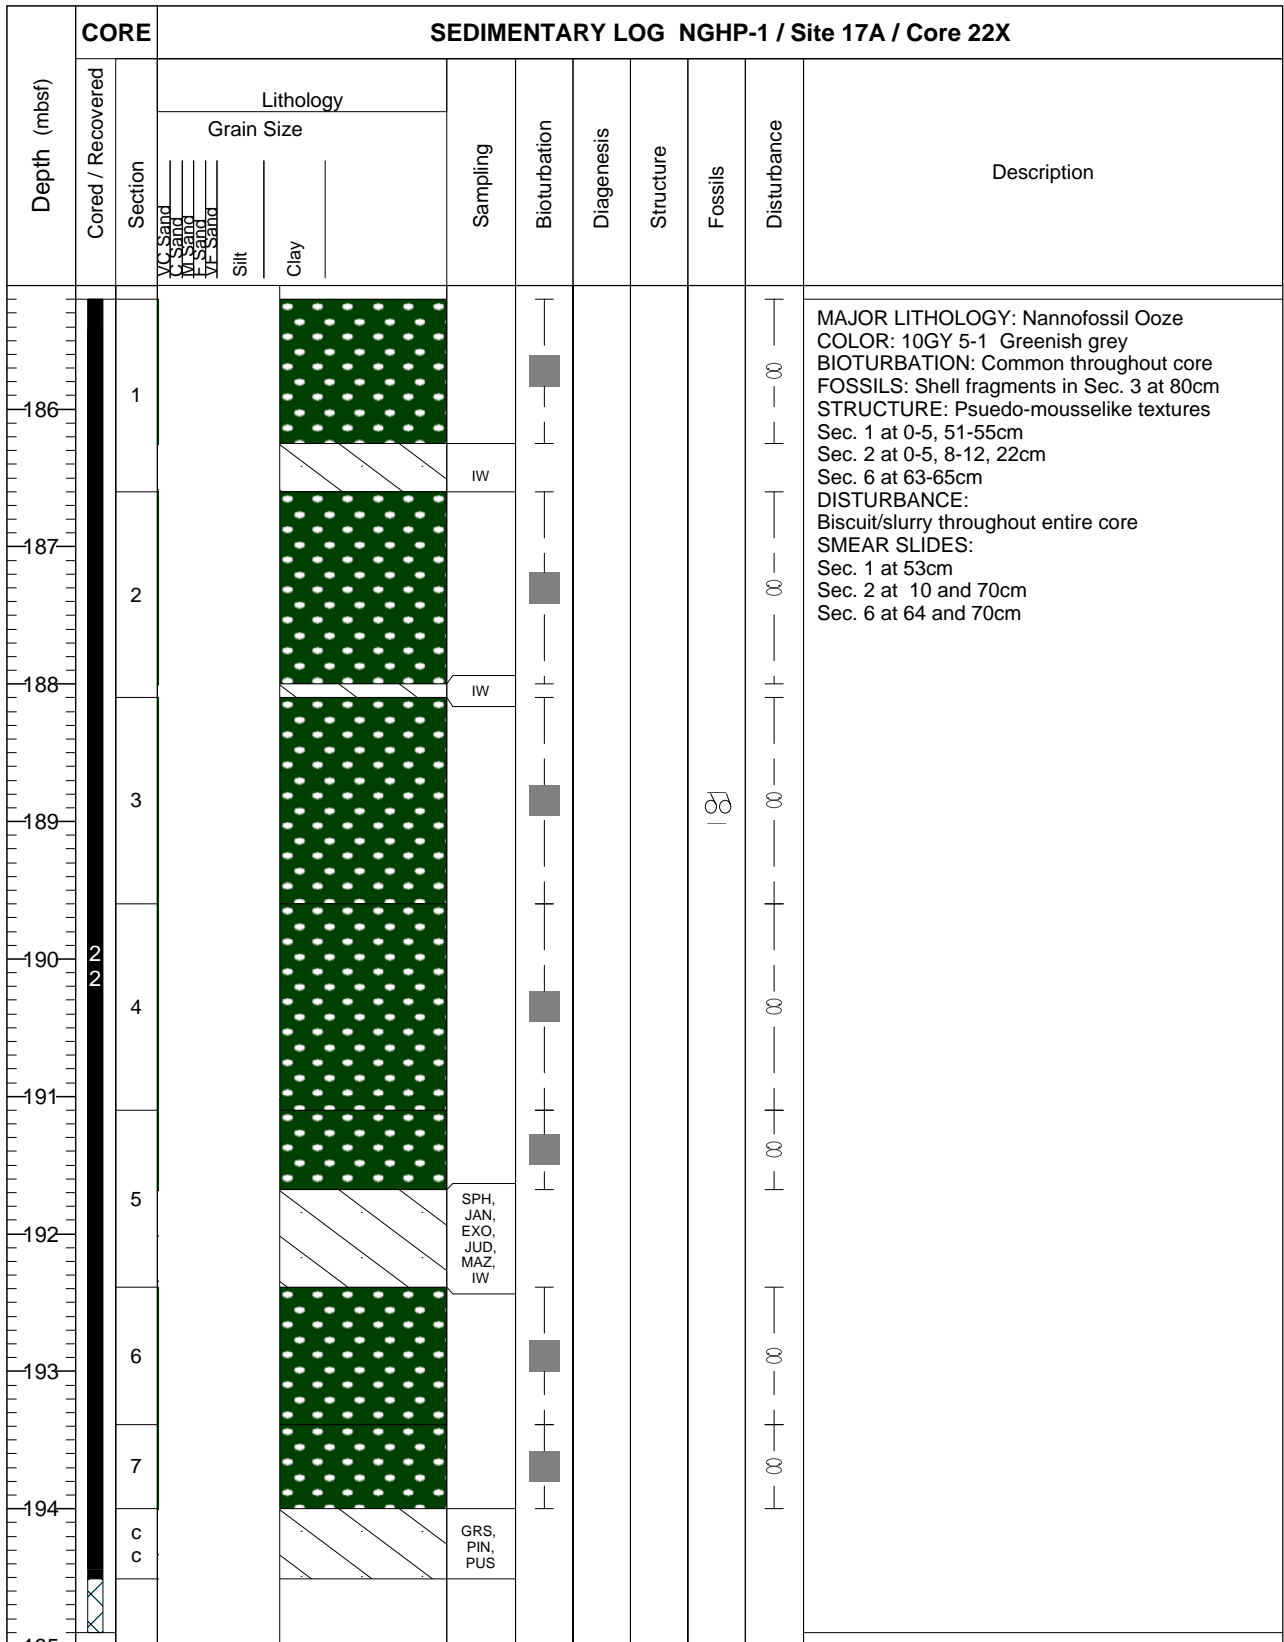 CORE
SEDIMENTARY LOG NGHP-1 / Site 17A / Core 22X
Depth (mbsf)
Cored / Recovered
Section
Lithology
Grain Size
VC Sand
C Sand
M Sand
F Sand
VF Sand
Silt
Clay
Sampling
Bioturbation
Diagenesis
Structure
Fossils
Disturbance
Description
MAJOR LITHOLOGY: Nannofossil Ooze
COLOR: 10GY 5-1 Greenish grey
BIOTURBATION: Common throughout core
FOSSILS: Shell fragments in Sec. 3 at 80cm
STRUCTURE: Psuedo-mousselike textures
Sec. 1 at 0-5, 51-55cm
Sec. 2 at 0-5, 8-12, 22cm
Sec. 6 at 63-65cm
DISTURBANCE:
Biscuit/slurry throughout entire core
SMEAR SLIDES:
Sec. 1 at 53cm
Sec. 2 at 10 and 70cm
Sec. 6 at 64 and 70cm
1
186
IW
187
2
188
IW
3
189
190
2
2
4
191
5
192
SPH,
JAN,
EXO,
JUD,
MAZ,
IW
6
193
7
194
c
c
GRS,
PIN,
PUS